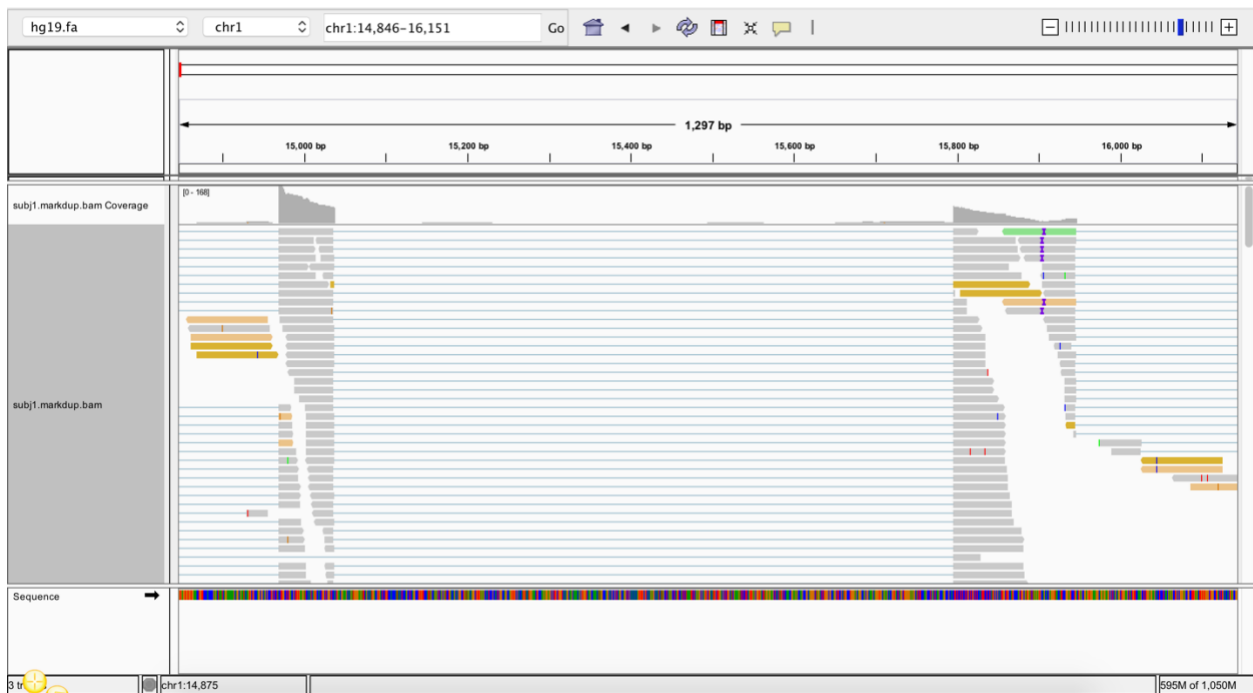 hg19.fa chr1 chr1:14,846-16,151 Go
1,297 bp
15,000 bp 15,200 bp 15,400 bp 15,600 bp 15,800 bp 16,000 bp
[0 - 168]
subj1.markdup.bam Coverage
subj1.markdup.bam
Sequence
3 chr1:14,875 595M of 1,050M